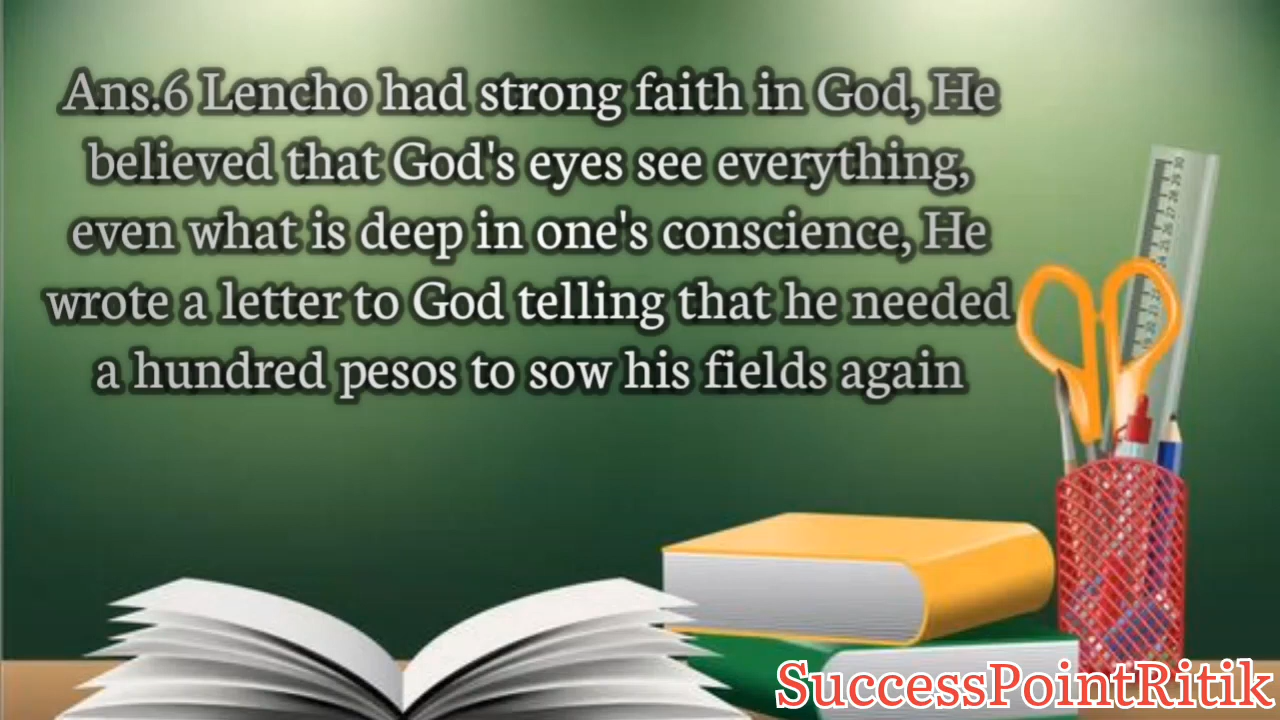 Ans.6 Lencho had strong faith in God, He
believed that God's eyes see everything,
even what is deep in one's conscience, He
wrote a letter to God telling that he needed
a hundred pesos to sow his fields again
SuccessPointRitik